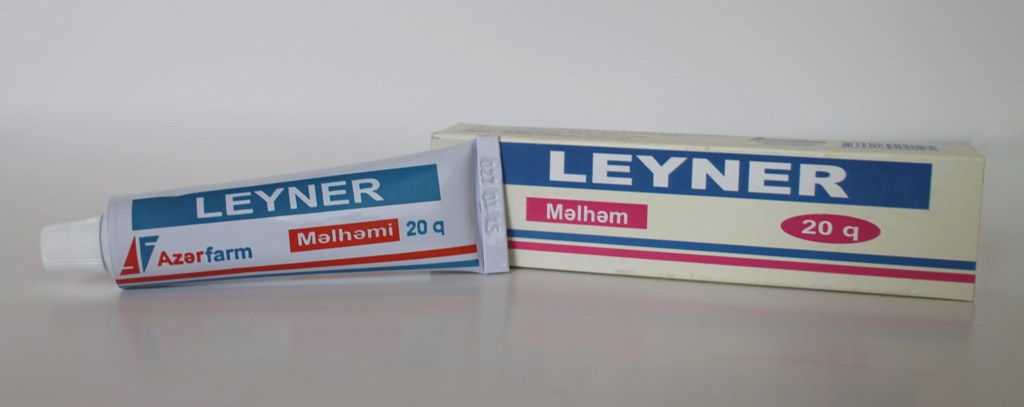 LEYNER
Azərfarm
Məlhəmi 20 q
LEYNER
Məlhəm
20 q